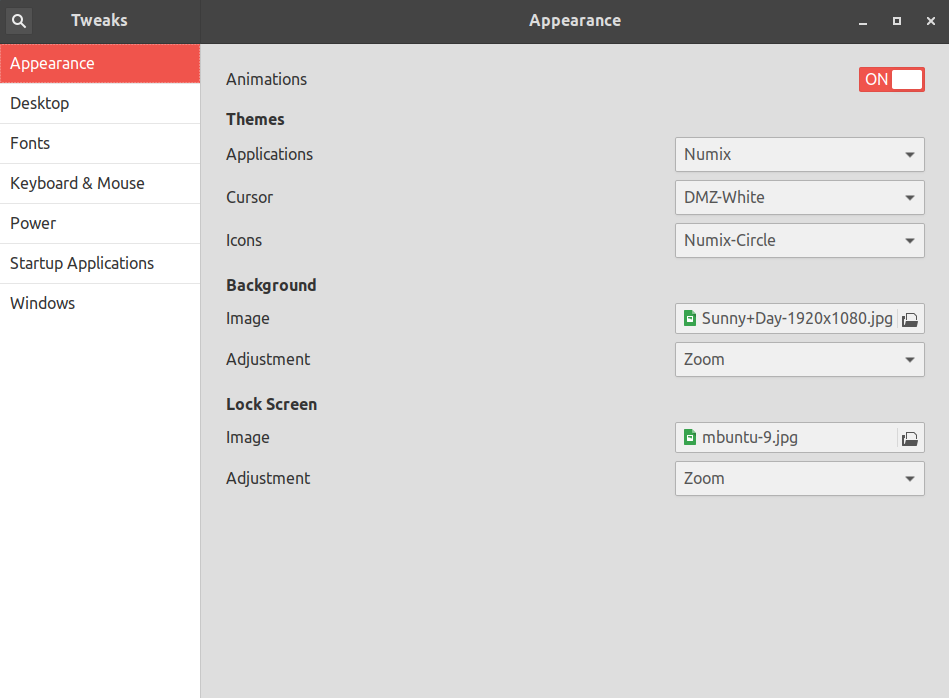 Tweaks
Appearance
Appearance
Desktop
Fonts
Keyboard & Mouse
Power
Startup Applications
Windows
Animations ON
Themes
Applications Numix
Cursor DMZ-White
Icons Numix-Circle
Background
Image Sunny+Day-1920x1080.jpg
Adjustment Zoom
Lock Screen
Image mbuntu-9.jpg
Adjustment Zoom